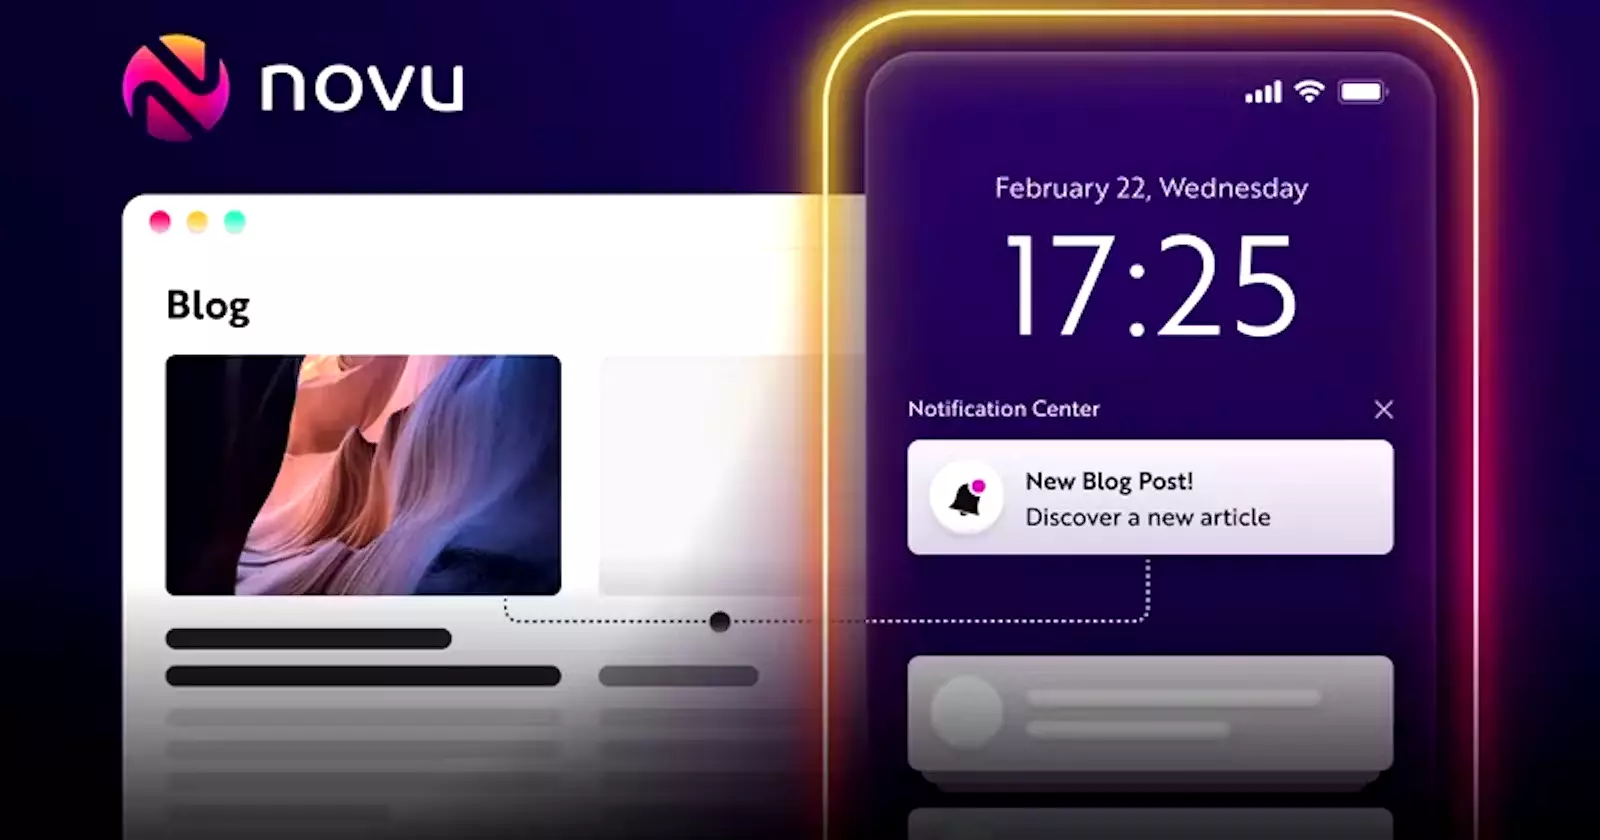 novu
Blog
February 22, Wednesday
17:25
Notification Center
New Blog Post!
Discover a new article